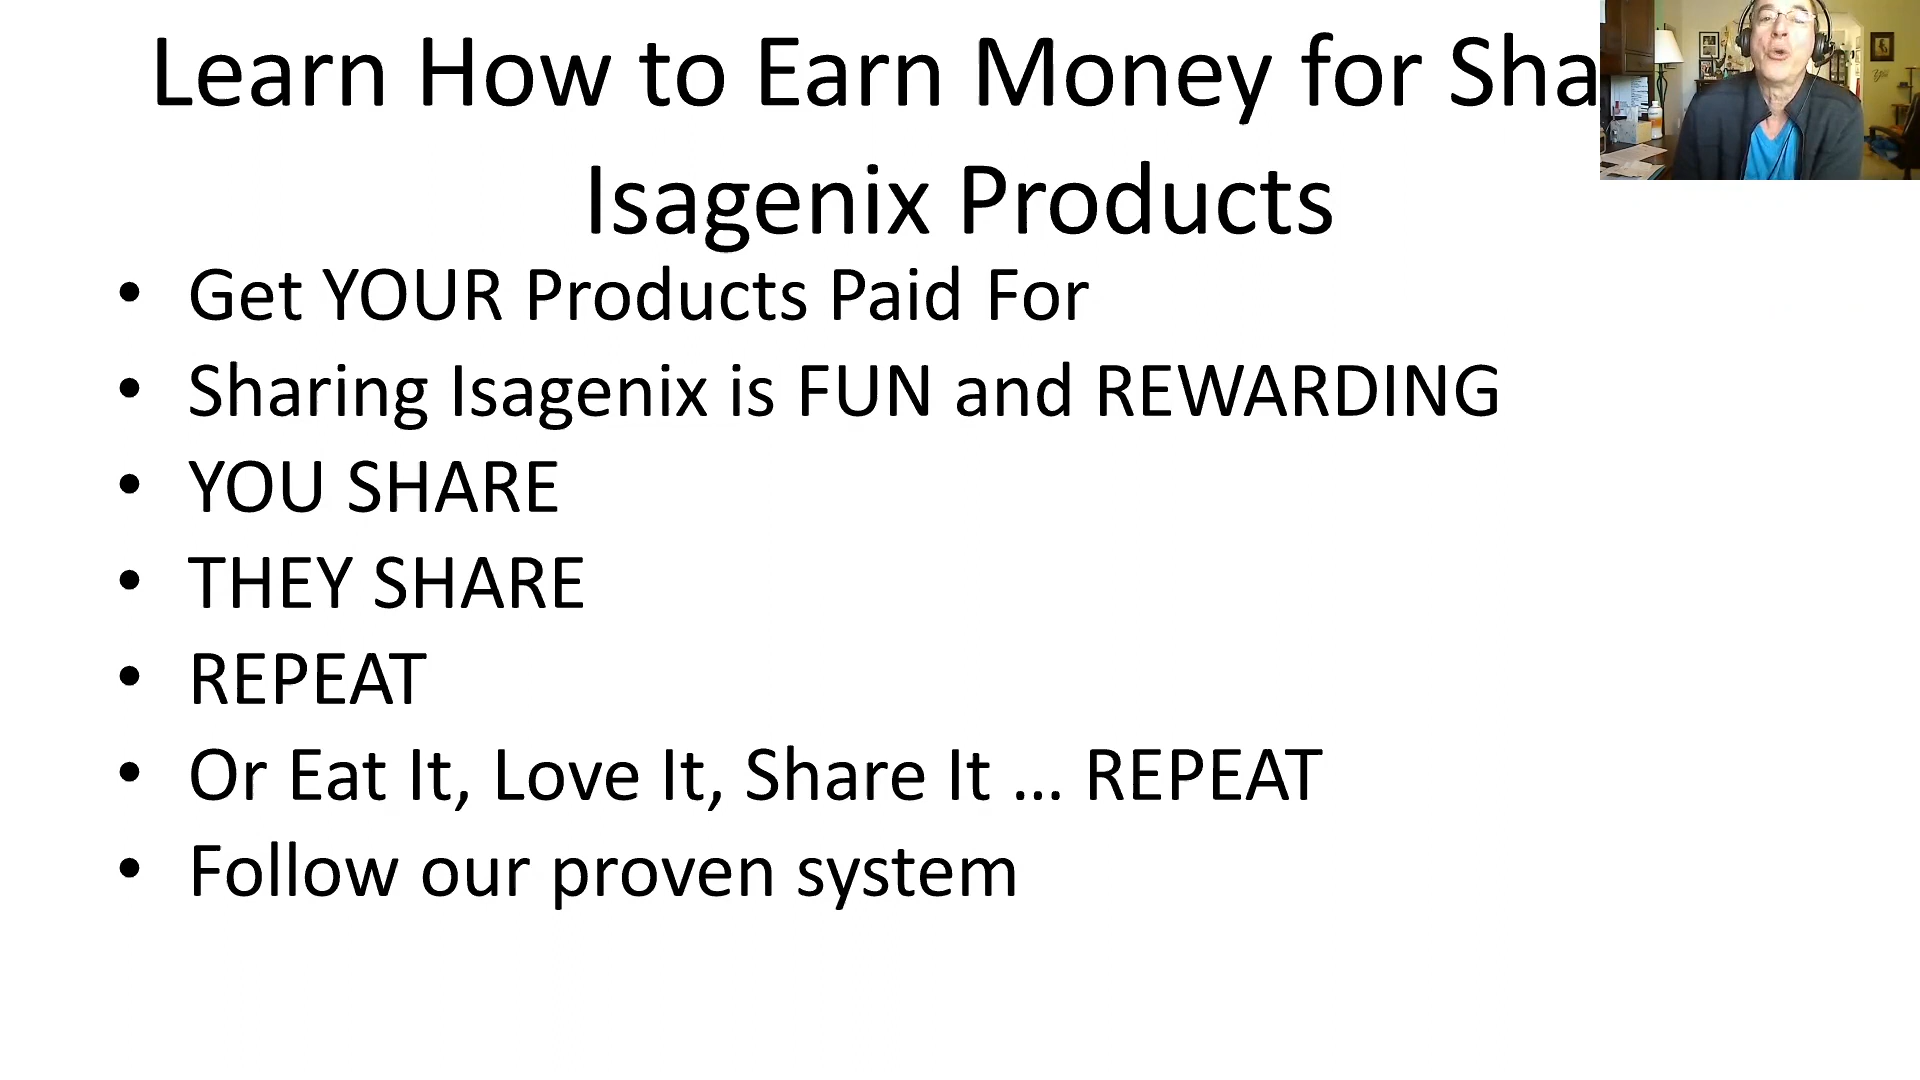 Learn How to Earn Money for Sha
Isagenix Products
• Get YOUR Products Paid For
• Sharing Isagenix is FUN and REWARDING
• YOU SHARE
• THEY SHARE
• REPEAT
• Or Eat It, Love It, Share It ... REPEAT
• Follow our proven system